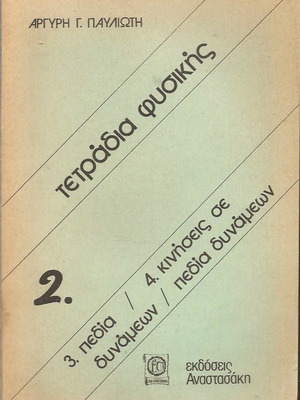 ΑΡΓΥΡΗ Γ. ΠΑΥΛΙΩΤΗ
τετράδια φυσικής
2.
3. πεδία / 4. κινήσεις σε
δυνάμεων / πεδία δυνάμεων
εκδόσεις
Αναστασάκη